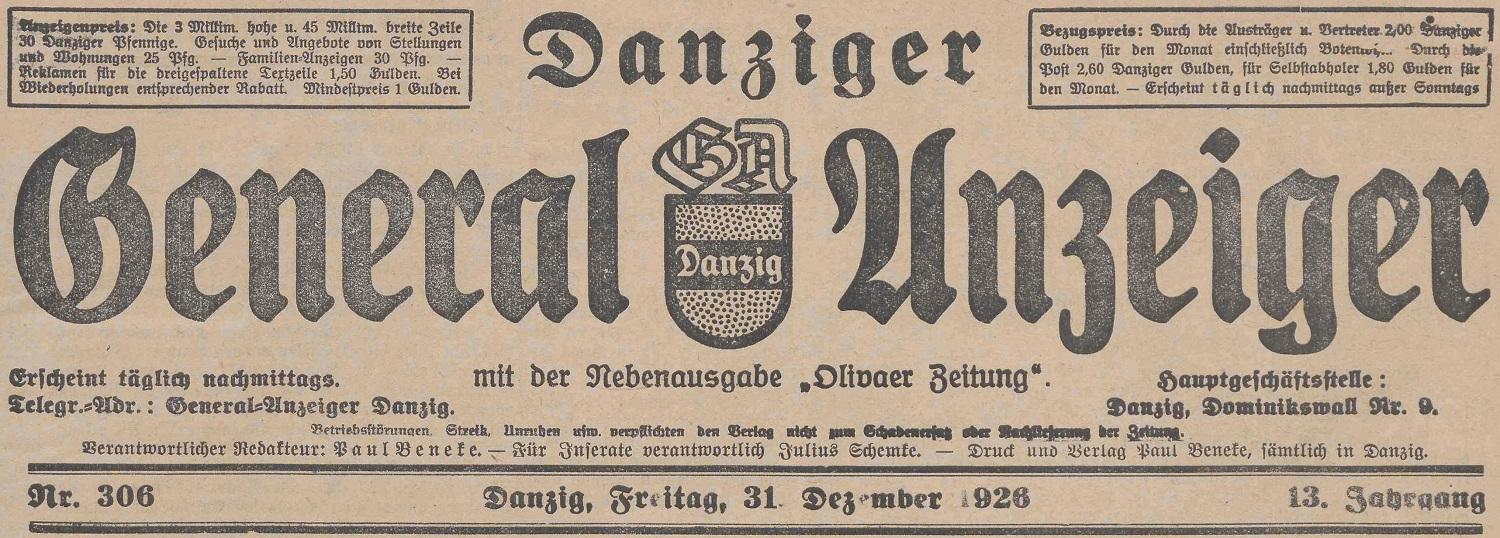 Anzeigenpreis: Die 3 Millim. hohe u. 45 Millim. breite Zeile
30 Danziger Pfennige. Gesuche und Angebote von Stellungen
und Wohnungen 25 Pfg. — Familien-Anzeigen 30 Pfg. —
Reklamen für die dreigespaltene Textzeile 1,50 Gulden. Bei
Wiederholungen entsprechender Rabatt. Mindestpreis 1 Gulden.
Danziger
Bezugspreis: Durch die Austräger u. Vertreter 2,00 Danziger
Gulden für den Monat einschließlich Durch die
Post 2,60 Danziger Gulden, für Selbstabholer 1,80 Gulden für
den Monat. — Erscheint täglich nachmittags außer Sonntags
General GA Anzeiger
Danzig
mit der Nebenausgabe „Olivaer Zeitung“.
Erscheint täglich nachmittags.
Telegr.-Adr.: General-Anzeiger Danzig.
Hauptgeschäftsstelle:
Danzig, Dominikswall Nr. 9.
Betriebsstörungen, Streik, Unruhen usw. verpflichten den Verlag nicht zum Schadenersatz oder Nachlieferung der Zeitung.
Verantwortlicher Redakteur: Paul Beneke. — Für Inserate verantwortlich Julius Schemke. — Druck und Verlag Paul Beneke, sämtlich in Danzig.
Nr. 306 Danzig, Freitag, 31. Dezember 1926 13. Jahrgang